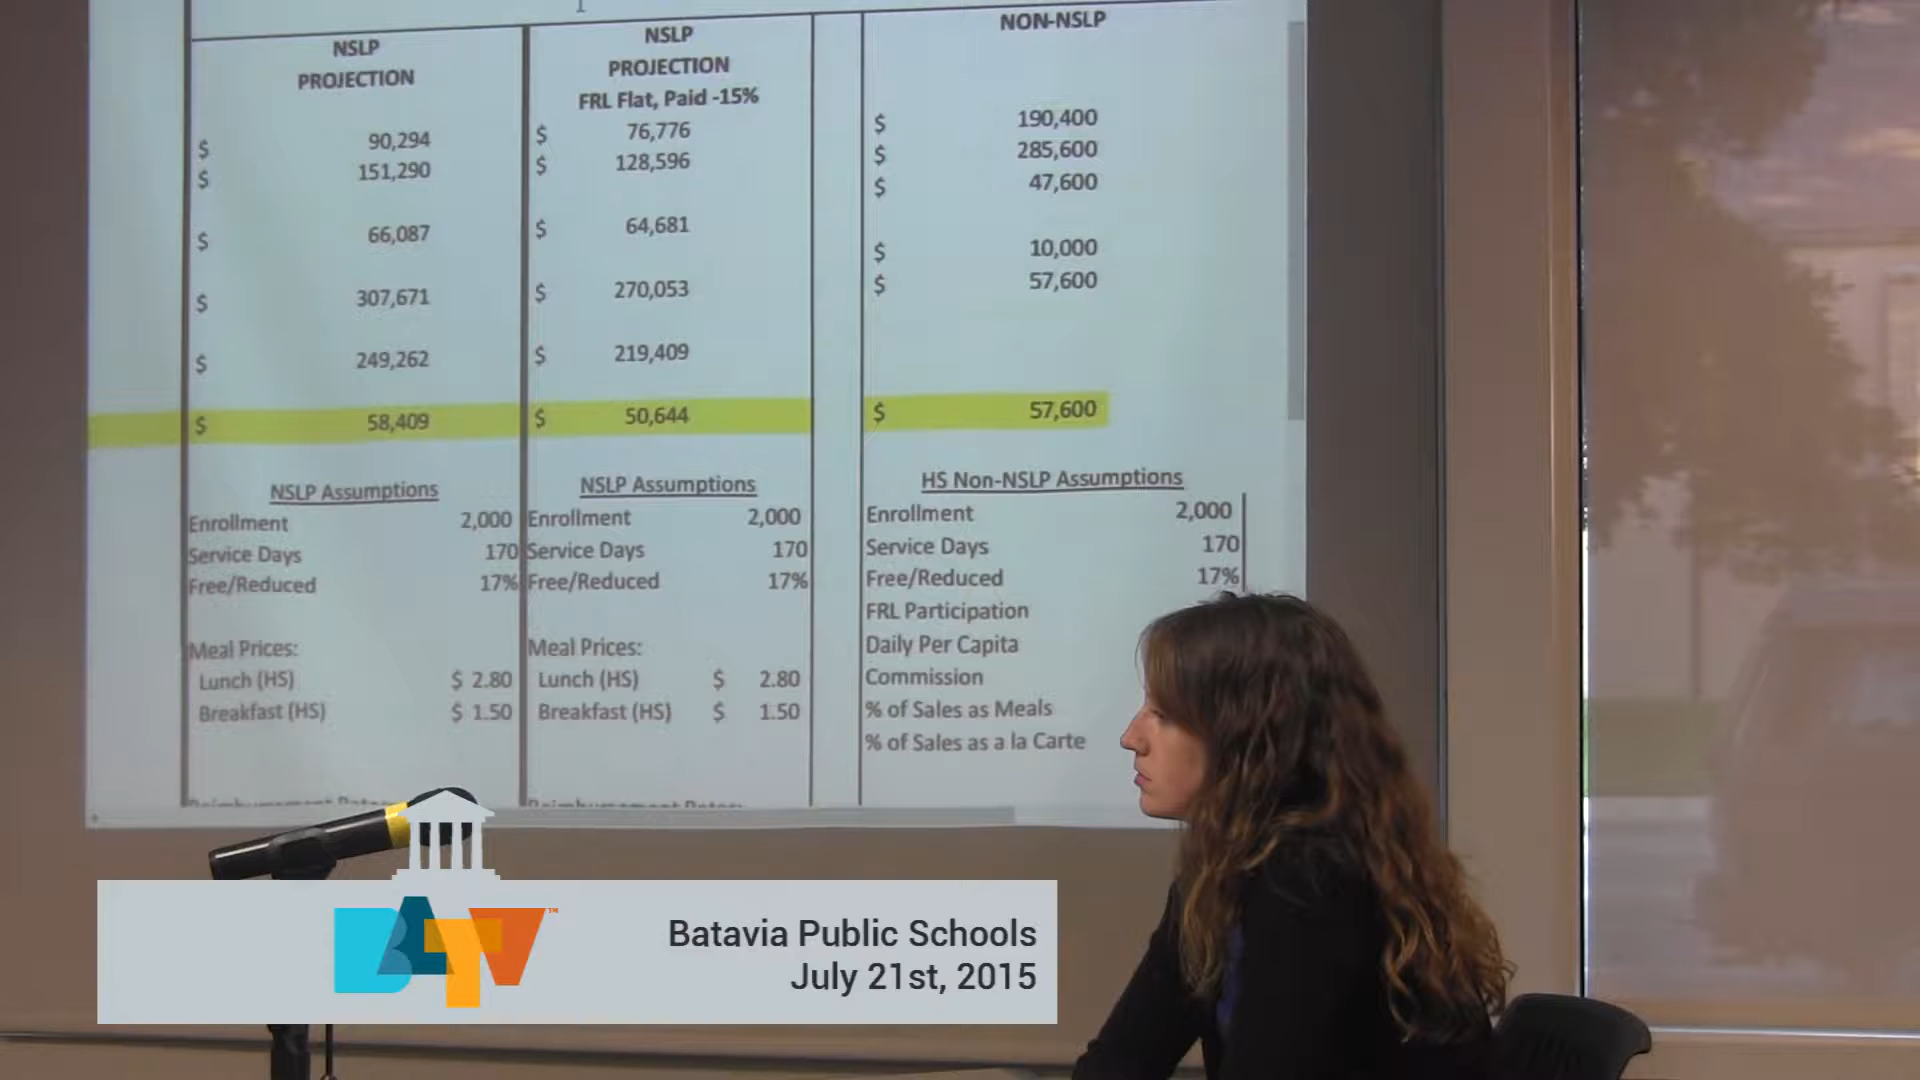 NSLP
PROJECTION
$ 90,294
$ 151,290
$ 66,087
$ 307,671
$ 249,262
$ 58,409
NSLP Assumptions
Enrollment 2,000
Service Days 170
Free/Reduced 17%
Meal Prices:
Lunch (HS) $ 2.80
Breakfast (HS) $ 1.50
NSLP
PROJECTION
FRL Flat, Paid -15%
$ 76,776
$ 128,596
$ 64,681
$ 270,053
$ 219,409
$ 50,644
NSLP Assumptions
Enrollment 2,000
Service Days 170
Free/Reduced 17%
Meal Prices:
Lunch (HS) $ 2.80
Breakfast (HS) $ 1.50
NON-NSLP
$ 190,400
$ 285,600
$ 47,600
$ 10,000
$ 57,600
$ 57,600
HS Non-NSLP Assumptions
Enrollment 2,000
Service Days 170
Free/Reduced 17%
FRL Participation
Daily Per Capita
Commission
% of Sales as Meals
% of Sales as a la Carte
BATV™
Batavia Public Schools
July 21st, 2015